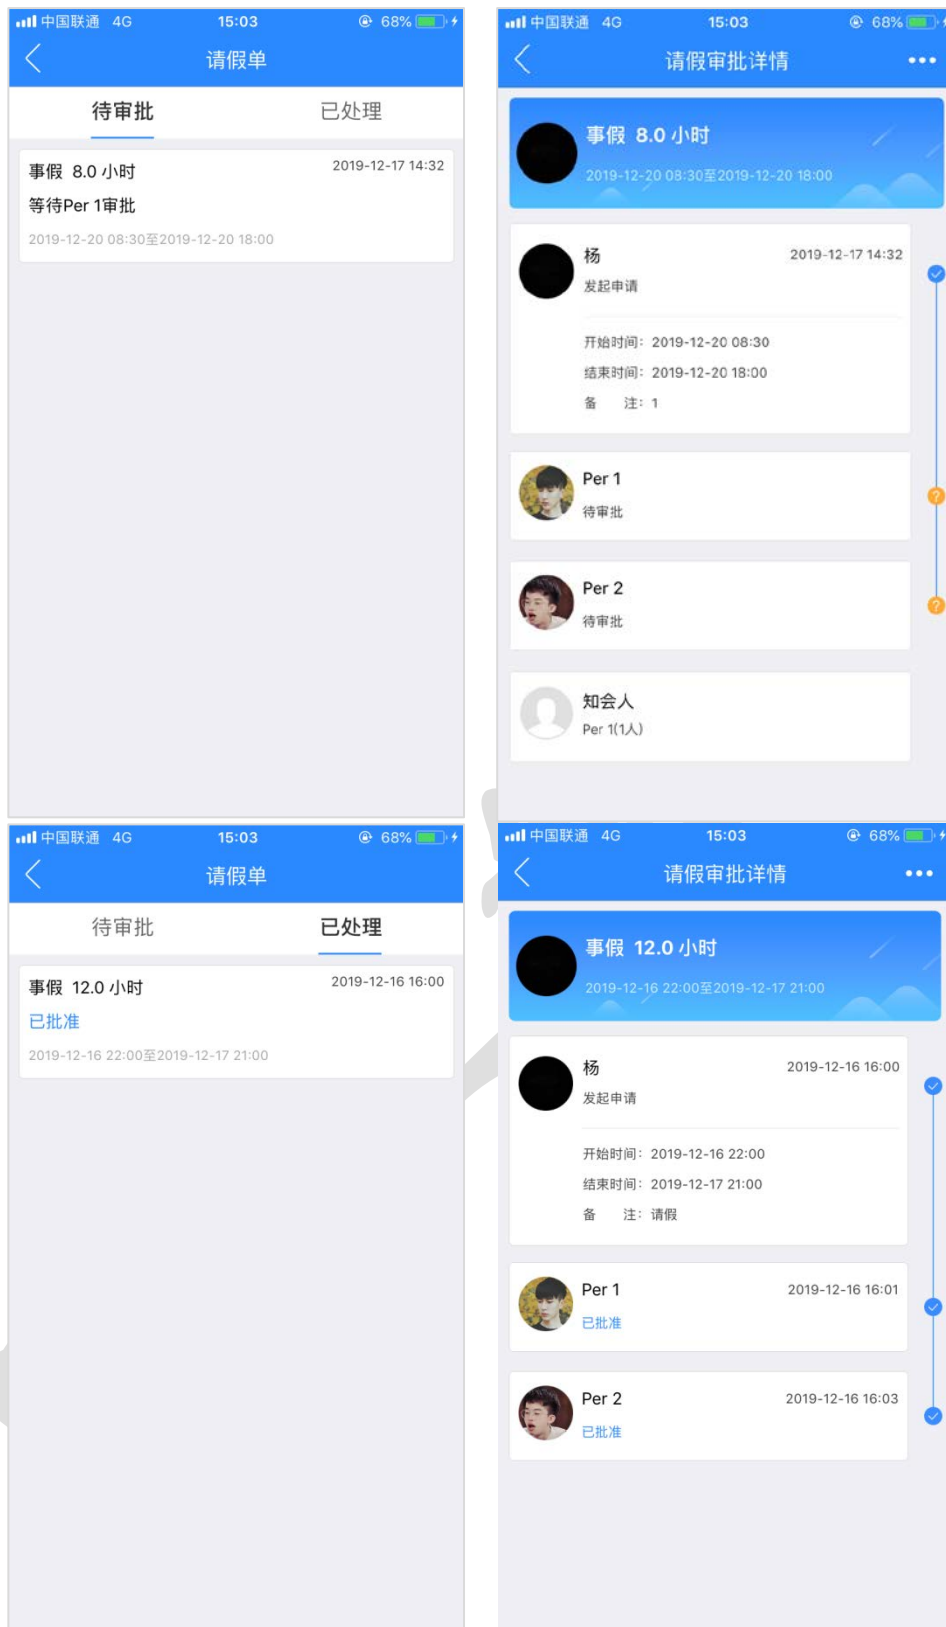 中国联通 4G 15:03 68%
请假单
待审批 已处理
事假 8.0 小时 2019-12-17 14:32
等待Per 1审批
2019-12-20 08:30至2019-12-20 18:00
中国联通 4G 15:03 68%
请假审批详情
事假 8.0 小时
2019-12-20 08:30至2019-12-20 18:00
杨 2019-12-17 14:32
发起申请
开始时间：2019-12-20 08:30
结束时间：2019-12-20 18:00
备 注：1
Per 1
待审批
Per 2
待审批
知会人
Per 1(1人)
中国联通 4G 15:03 68%
请假单
待审批 已处理
事假 12.0 小时 2019-12-16 16:00
已批准
2019-12-16 22:00至2019-12-17 21:00
中国联通 4G 15:03 68%
请假审批详情
事假 12.0 小时
2019-12-16 22:00至2019-12-17 21:00
杨 2019-12-16 16:00
发起申请
开始时间：2019-12-16 22:00
结束时间：2019-12-17 21:00
备 注：请假
Per 1 2019-12-16 16:01
已批准
Per 2 2019-12-16 16:03
已批准